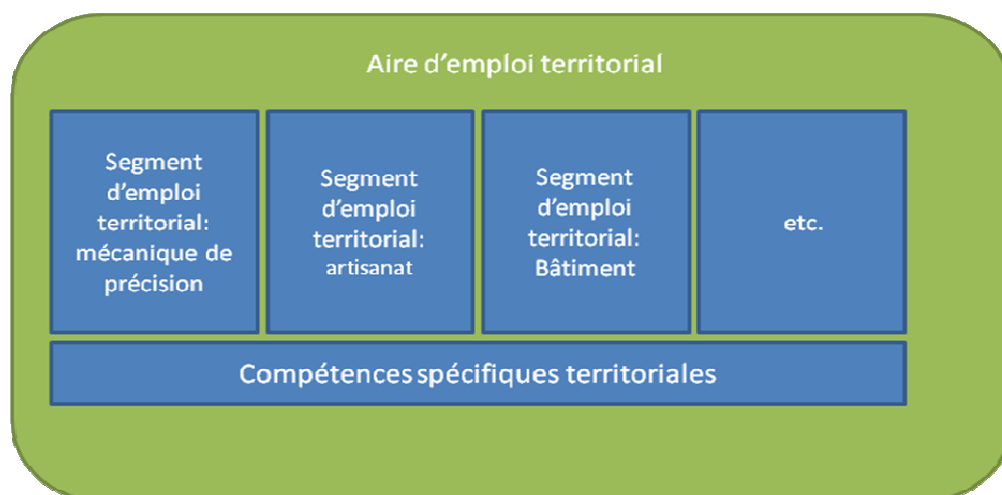 Aire d'emploi territorial
Segment
d'emploi
territorial:
mécanique de
précision
Segment
d'emploi
territorial:
artisanat
Segment
d'emploi
territorial:
Bâtiment
etc.
Compétences spécifiques territoriales